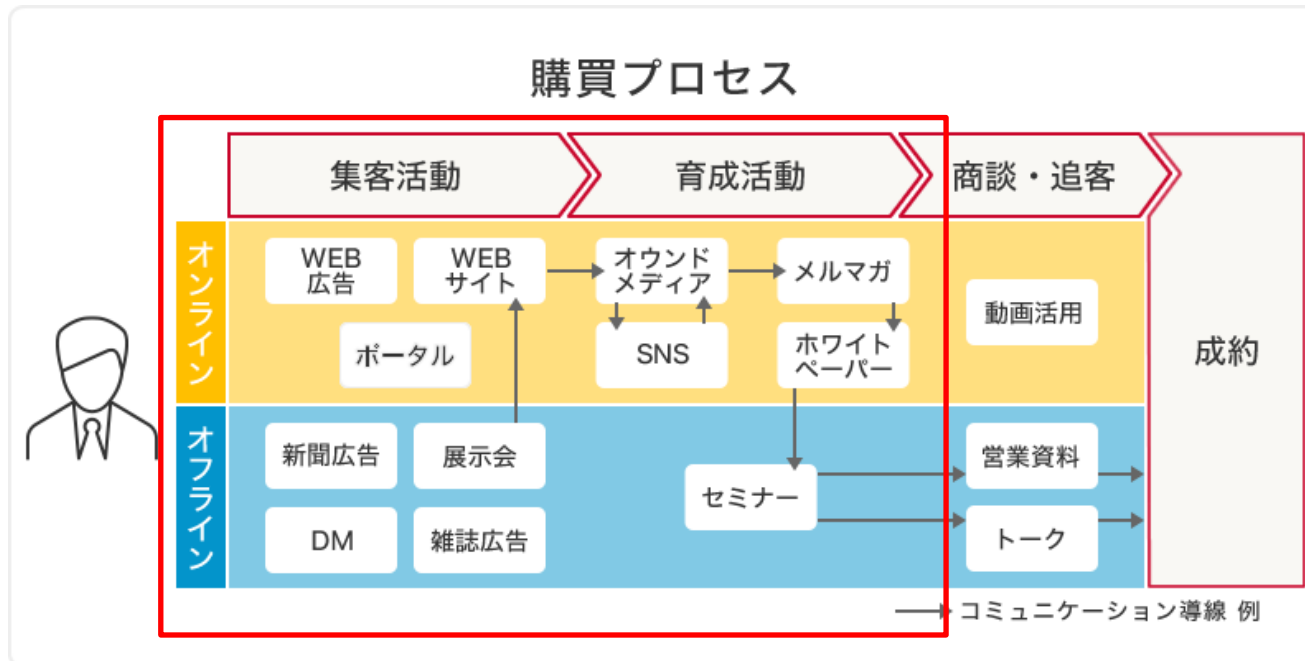 購買プロセス
集客活動
育成活動
商談・追客
成約
オンライン
WEB
広告
WEB
サイト
オウンド
メディア
メルマガ
ポータル
SNS
ホワイト
ペーパー
動画活用
オフライン
新聞広告
展示会
セミナー
営業資料
DM
雑誌広告
トーク
コミュニケーション導線 例